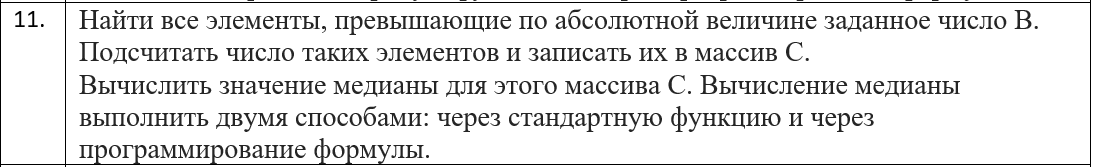 11. Найти все элементы, превышающие по абсолютной величине заданное число B.
Подсчитать число таких элементов и записать их в массив C.
Вычислить значение медианы для этого массива C. Вычисление медианы
выполнить двумя способами: через стандартную функцию и через
программирование формулы.